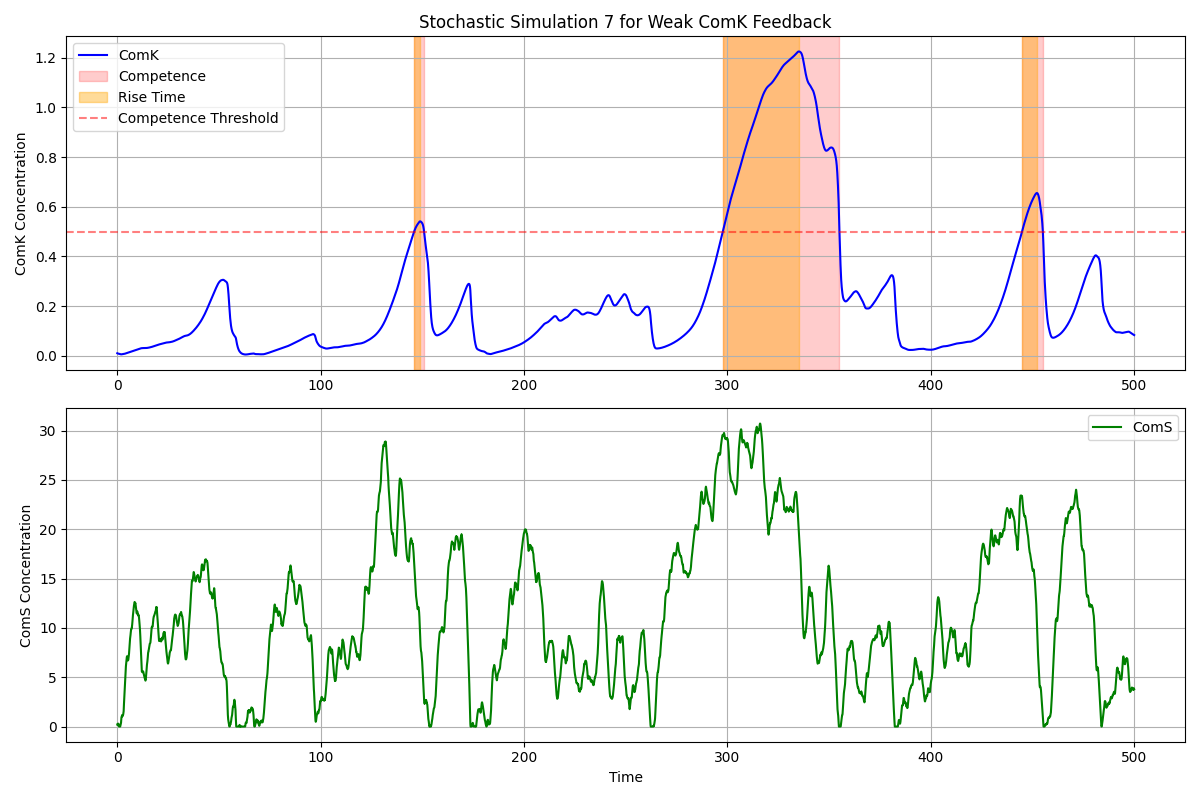 Stochastic Simulation 7 for Weak ComK Feedback
ComK Concentration
1.2
1.0
0.8
0.6
0.4
0.2
0.0
ComK
Competence
Rise Time
Competence Threshold
0 100 200 300 400 500
ComS Concentration
30
25
20
15
10
5
0
ComS
0 100 200 300 400 500
Time